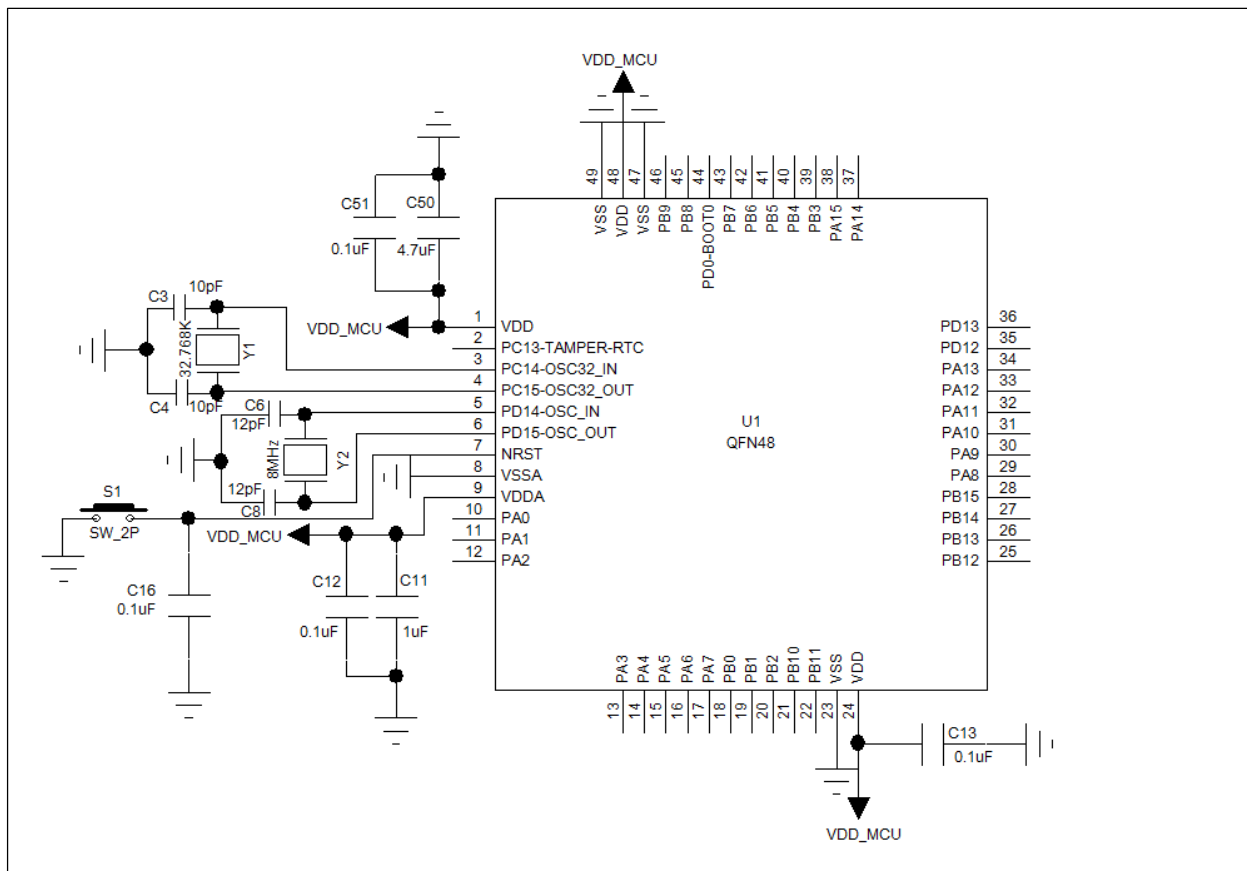 VDD_MCU
49
48
47
46
45
44
43
42
41
40
39
38
37
VSS
VDD
VSS
PB9
PB8
PD0-BOOT0
PB7
PB6
PB5
PB4
PB3
PA15
PA14
C51
C50
0.1uF
4.7uF
C3
10pF
32.768K
Y1
C4
10pF
VDD_MCU
1 VDD
2 PC13-TAMPER-RTC
3 PC14-OSC32_IN
4 PC15-OSC32_OUT
5 PD14-OSC_IN
6 PD15-OSC_OUT
7 NRST
8 VSSA
9 VDDA
10 PA0
11 PA1
12 PA2
U1
QFN48
PD13 36
PD12 35
PA13 34
PA12 33
PA11 32
PA10 31
PA9 30
PA8 29
PB15 28
PB14 27
PB13 26
PB12 25
C6
12pF
8MHz
Y2
12pF
C8
S1
SW_2P
VDD_MCU
C16
0.1uF
C12
C11
0.1uF
1uF
PA3
PA4
PA5
PA6
PA7
PB0
PB1
PB2
PB10
PB11
VSS
VDD
13
14
15
16
17
18
19
20
21
22
23
24
C13
0.1uF
VDD_MCU